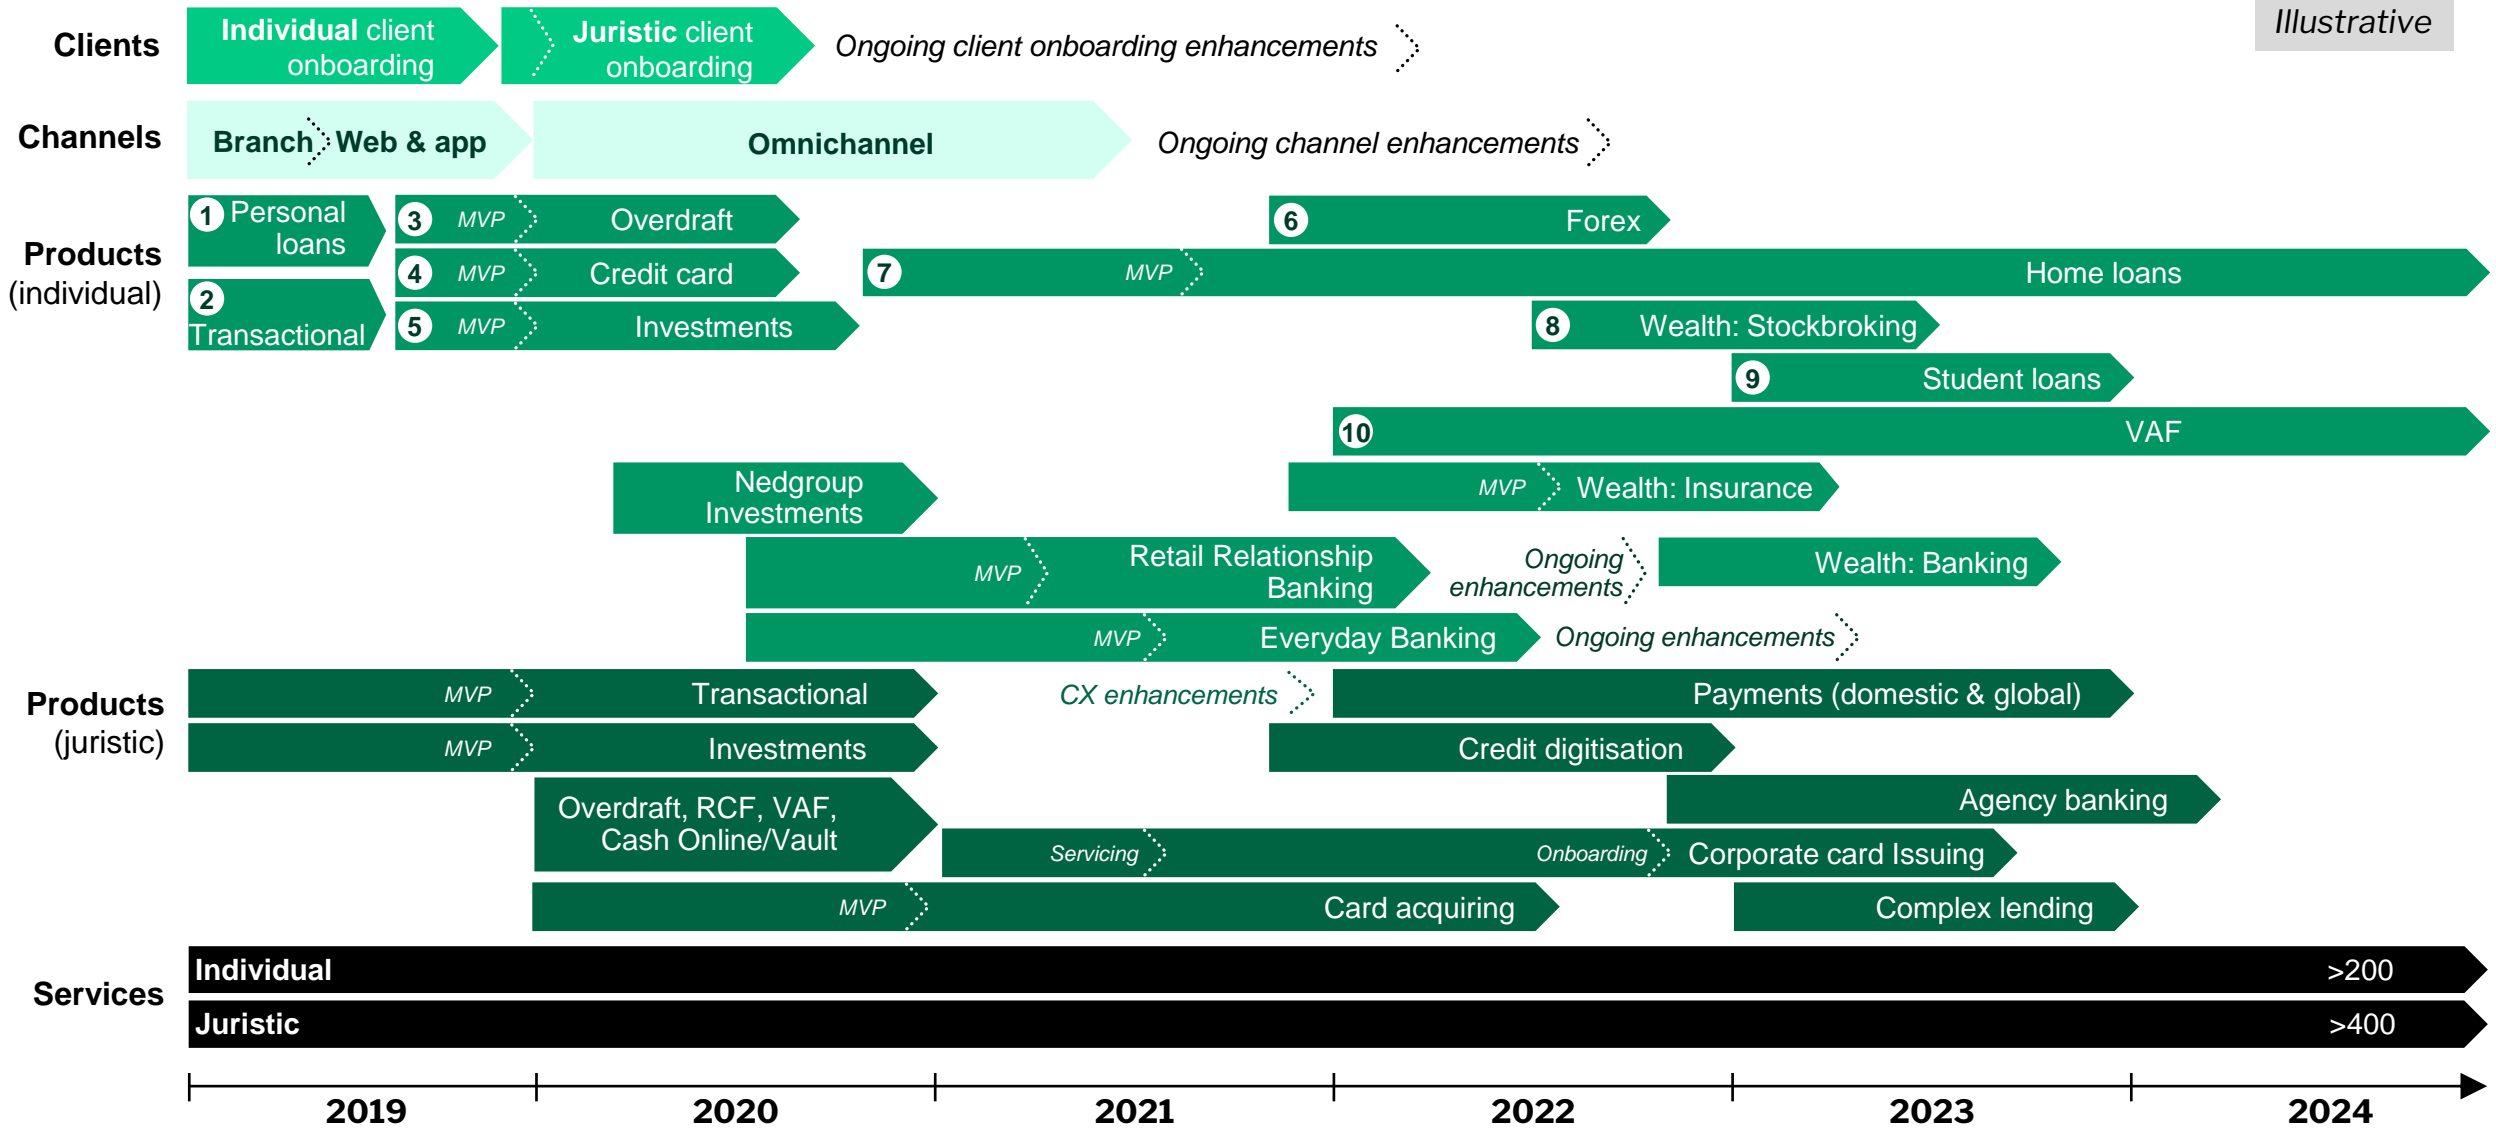 Illustrative
Clients
Individual client
onboarding
Juristic client
onboarding
Ongoing client onboarding enhancements
Channels
Branch
Web & app
Omnichannel
Ongoing channel enhancements
Products
(individual)
1
Personal
loans
2
Transactional
3
MVP
Overdraft
4
MVP
Credit card
5
MVP
Investments
6
Forex
7
MVP
Home loans
8
Wealth: Stockbroking
9
Student loans
10
VAF
Nedgroup
Investments
MVP
Wealth: Insurance
MVP
Retail Relationship
Banking
Ongoing
enhancements
Wealth: Banking
MVP
Everyday Banking
Ongoing enhancements
Products
(juristic)
MVP
Transactional
CX enhancements
Payments (domestic & global)
MVP
Investments
Credit digitisation
Overdraft, RCF, VAF,
Cash Online/Vault
Agency banking
Servicing
Onboarding
Corporate card Issuing
MVP
Card acquiring
Complex lending
Services
Individual
>200
Juristic
>400
2019
2020
2021
2022
2023
2024